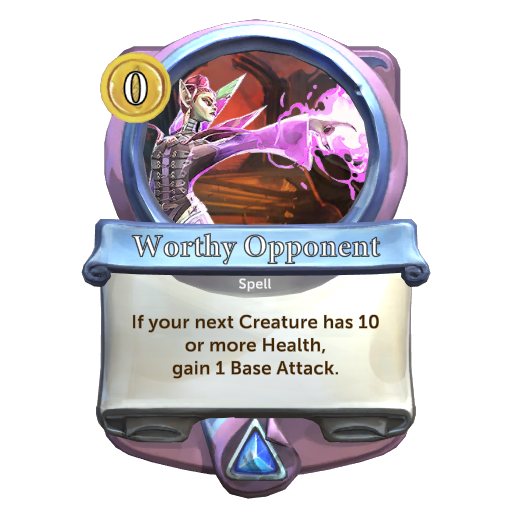 0
Worthy Opponent
Spell
If your next Creature has 10
or more Health,
gain 1 Base Attack.